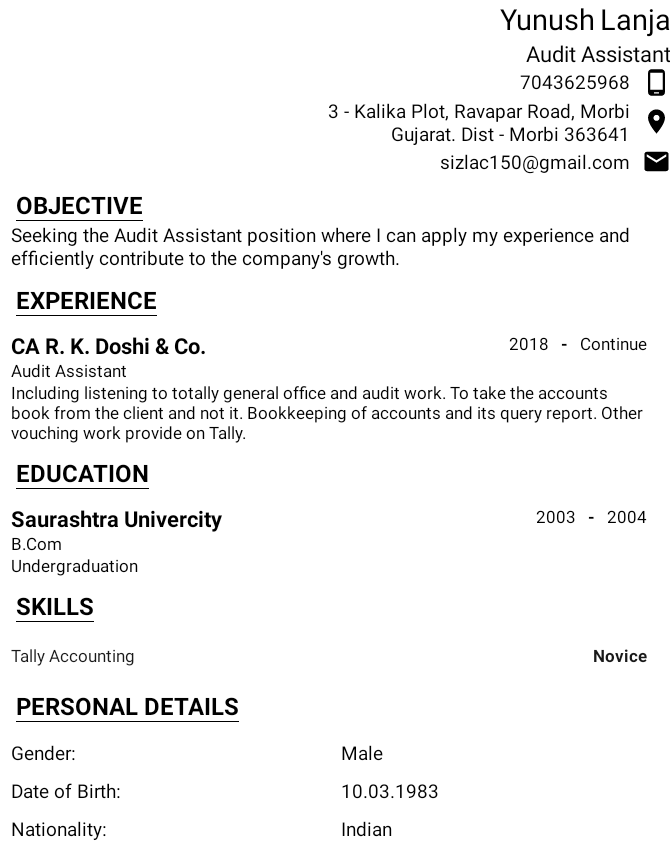 Yunush Lanja
Audit Assistant
7043625968
3 - Kalika Plot, Ravapar Road, Morbi
Gujarat. Dist - Morbi 363641
sizlac150@gmail.com
OBJECTIVE
Seeking the Audit Assistant position where I can apply my experience and
efficiently contribute to the company's growth.
EXPERIENCE
CA R. K. Doshi & Co. 2018 - Continue
Audit Assistant
Including listening to totally general office and audit work. To take the accounts
book from the client and not it. Bookkeeping of accounts and its query report. Other
vouching work provide on Tally.
EDUCATION
Saurashtra Univercity 2003 - 2004
B.Com
Undergraduation
SKILLS
Tally Accounting Novice
PERSONAL DETAILS
Gender: Male
Date of Birth: 10.03.1983
Nationality: Indian